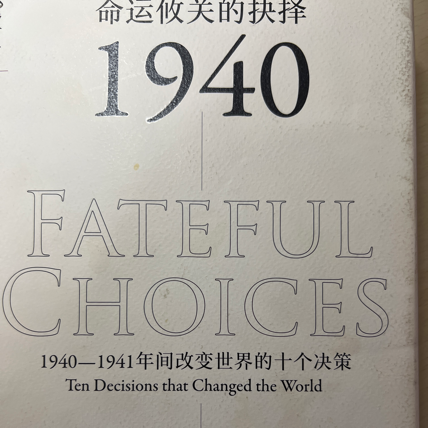 命运攸关的抉择
1940
FATEFUL
CHOICES
1940—1941年间改变世界的十个决策
Ten Decisions that Changed the World